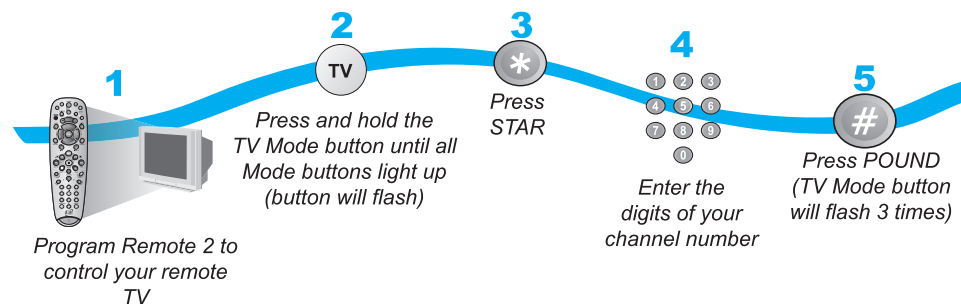 1
Program Remote 2 to
control your remote
TV
2
TV
Press and hold the
TV Mode button until all
Mode buttons light up
(button will flash)
3
*
Press
STAR
4
1 2 3
4 5 6
7 8 9
0
Enter the
digits of your
channel number
5
#
Press POUND
(TV Mode button
will flash 3 times)